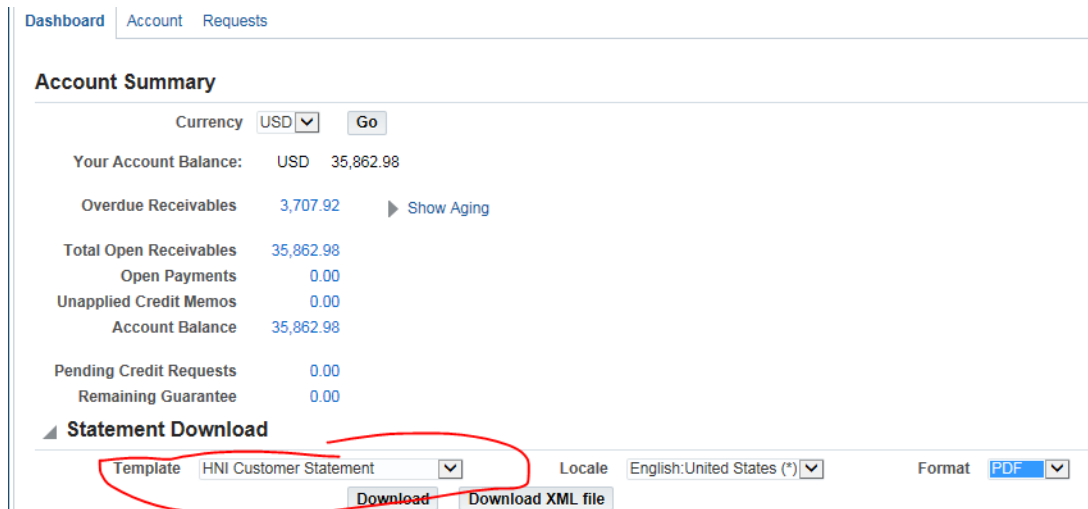 Dashboard Account Requests
Account Summary
Currency USD Go
Your Account Balance: USD 35,862.98
Overdue Receivables 3,707.92 Show Aging
Total Open Receivables 35,862.98
Open Payments 0.00
Unapplied Credit Memos 0.00
Account Balance 35,862.98
Pending Credit Requests 0.00
Remaining Guarantee 0.00
Statement Download
Template HNI Customer Statement Locale English:United States (*) Format PDF
Download Download XML file